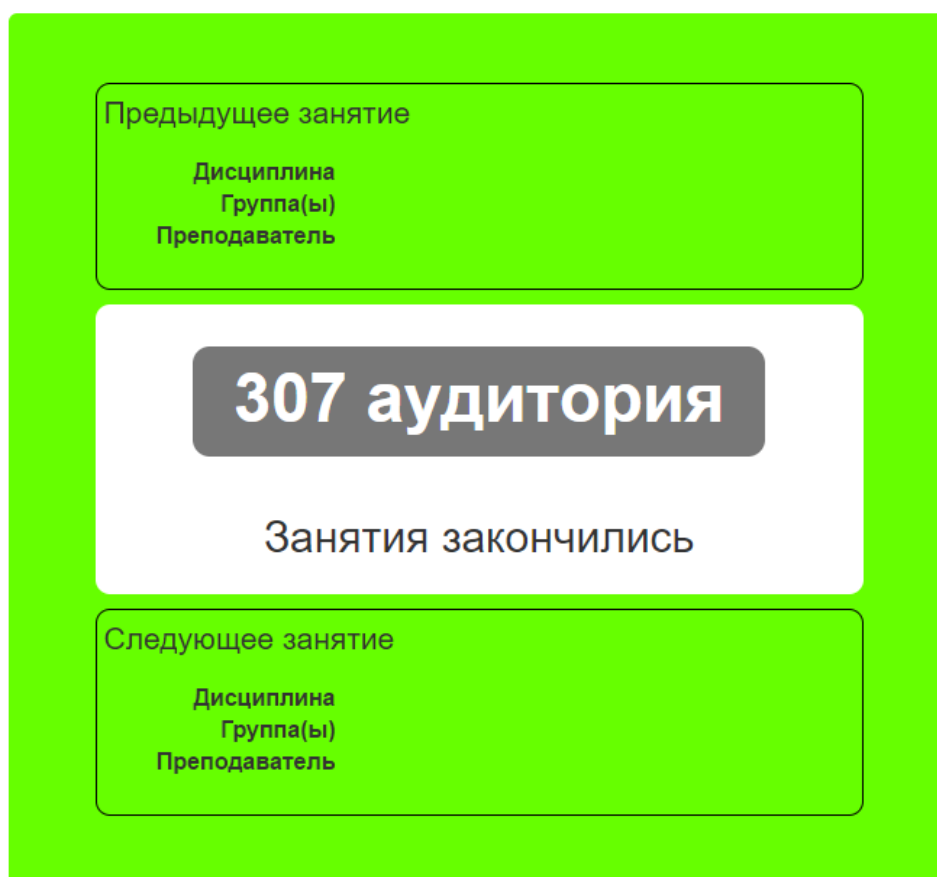 Предыдущее занятие
Дисциплина
Группа(ы)
Преподаватель
307 аудитория
Занятия закончились
Следующее занятие
Дисциплина
Группа(ы)
Преподаватель